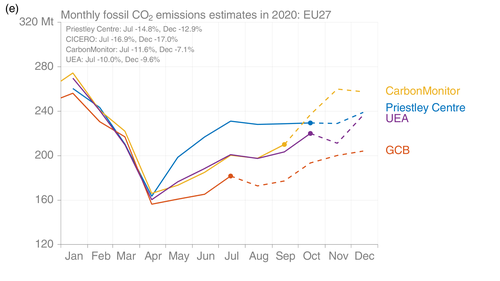 (e)
Monthly fossil CO₂ emissions estimates in 2020: EU27
320 Mt
Priestley Centre: Jul -14.8%, Dec -12.9%
CICERO: Jul -16.9%, Dec -17.0%
CarbonMonitor: Jul -11.6%, Dec -7.1%
UEA: Jul -10.0%, Dec -9.6%
280
240
200
160
120
CarbonMonitor
Priestley Centre
UEA
GCB
Jan Feb Mar Apr May Jun Jul Aug Sep Oct Nov Dec